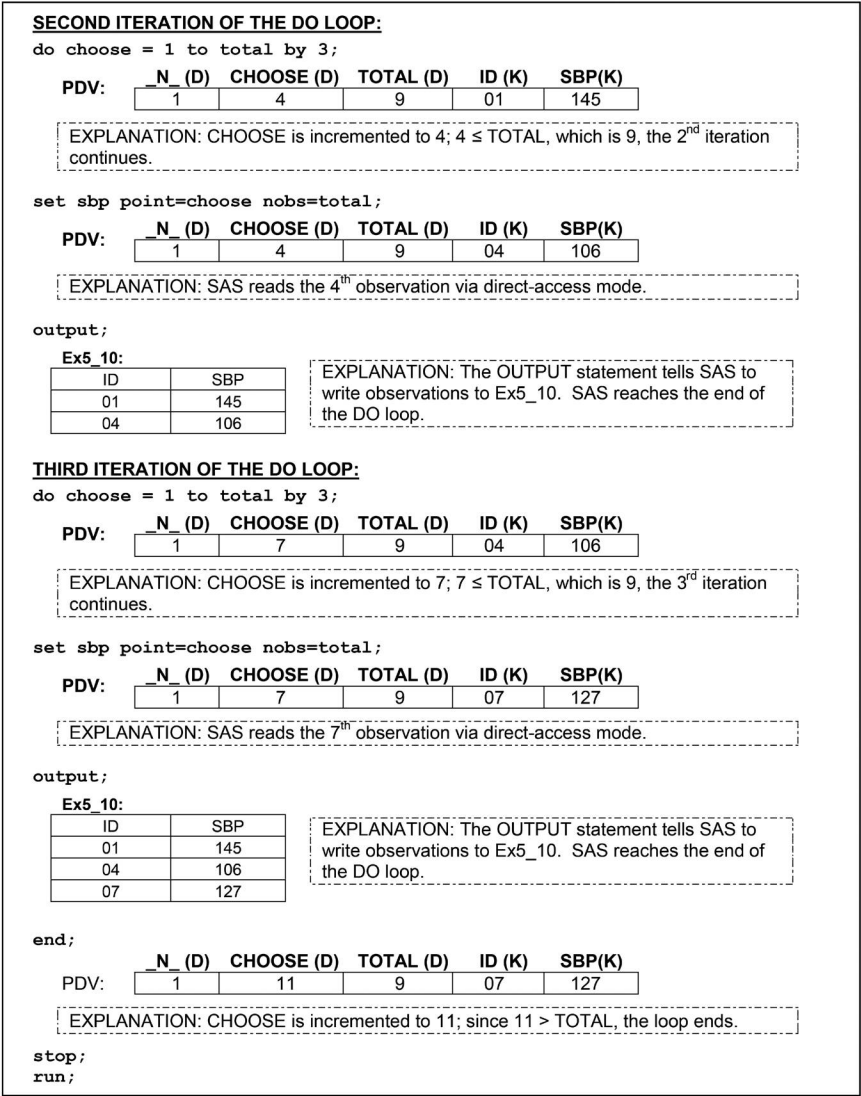 SECOND ITERATION OF THE DO LOOP:
do choose = 1 to total by 3;
PDV: _N_ (D) CHOOSE (D) TOTAL (D) ID (K) SBP(K)
1 4 9 01 145
EXPLANATION: CHOOSE is incremented to 4; 4 ≤ TOTAL, which is 9, the 2nd iteration
continues.
set sbp point=choose nobs=total;
PDV: _N_ (D) CHOOSE (D) TOTAL (D) ID (K) SBP(K)
1 4 9 04 106
EXPLANATION: SAS reads the 4th observation via direct-access mode.
output;
Ex5_10:
ID SBP
01 145
04 106
EXPLANATION: The OUTPUT statement tells SAS to
write observations to Ex5_10. SAS reaches the end of
the DO loop.
THIRD ITERATION OF THE DO LOOP:
do choose = 1 to total by 3;
PDV: _N_ (D) CHOOSE (D) TOTAL (D) ID (K) SBP(K)
1 7 9 04 106
EXPLANATION: CHOOSE is incremented to 7; 7 ≤ TOTAL, which is 9, the 3rd iteration
continues.
set sbp point=choose nobs=total;
PDV: _N_ (D) CHOOSE (D) TOTAL (D) ID (K) SBP(K)
1 7 9 07 127
EXPLANATION: SAS reads the 7th observation via direct-access mode.
output;
Ex5_10:
ID SBP
01 145
04 106
07 127
EXPLANATION: The OUTPUT statement tells SAS to
write observations to Ex5_10. SAS reaches the end of
the DO loop.
end;
PDV: _N_ (D) CHOOSE (D) TOTAL (D) ID (K) SBP(K)
1 11 9 07 127
EXPLANATION: CHOOSE is incremented to 11; since 11 > TOTAL, the loop ends.
stop;
run;